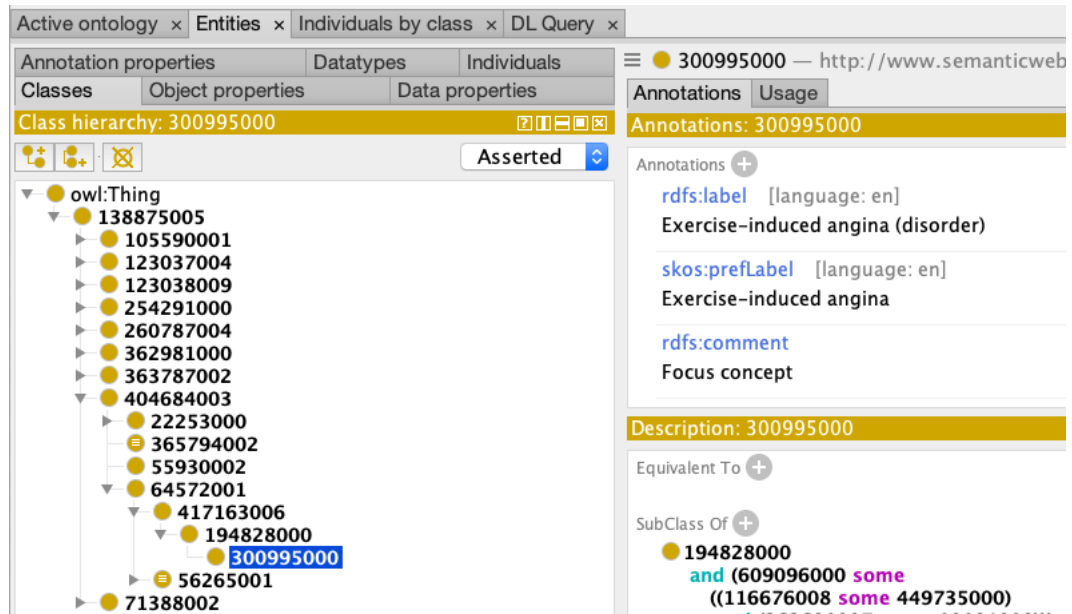 Active ontology × Entities × Individuals by class × DL Query ×
Annotation properties Datatypes Individuals
Classes Object properties Data properties
Class hierarchy: 300995000
Asserted
owl:Thing
138875005
105590001
123037004
123038009
254291000
260787004
362981000
363787002
404684003
22253000
365794002
55930002
64572001
417163006
194828000
300995000
56265001
71388002
300995000 — http://www.semanticweb
Annotations Usage
Annotations: 300995000
Annotations
rdfs:label [language: en]
Exercise-induced angina (disorder)
skos:prefLabel [language: en]
Exercise-induced angina
rdfs:comment
Focus concept
Description: 300995000
Equivalent To
SubClass Of
194828000
and (609096000 some
((116676008 some 449735000)